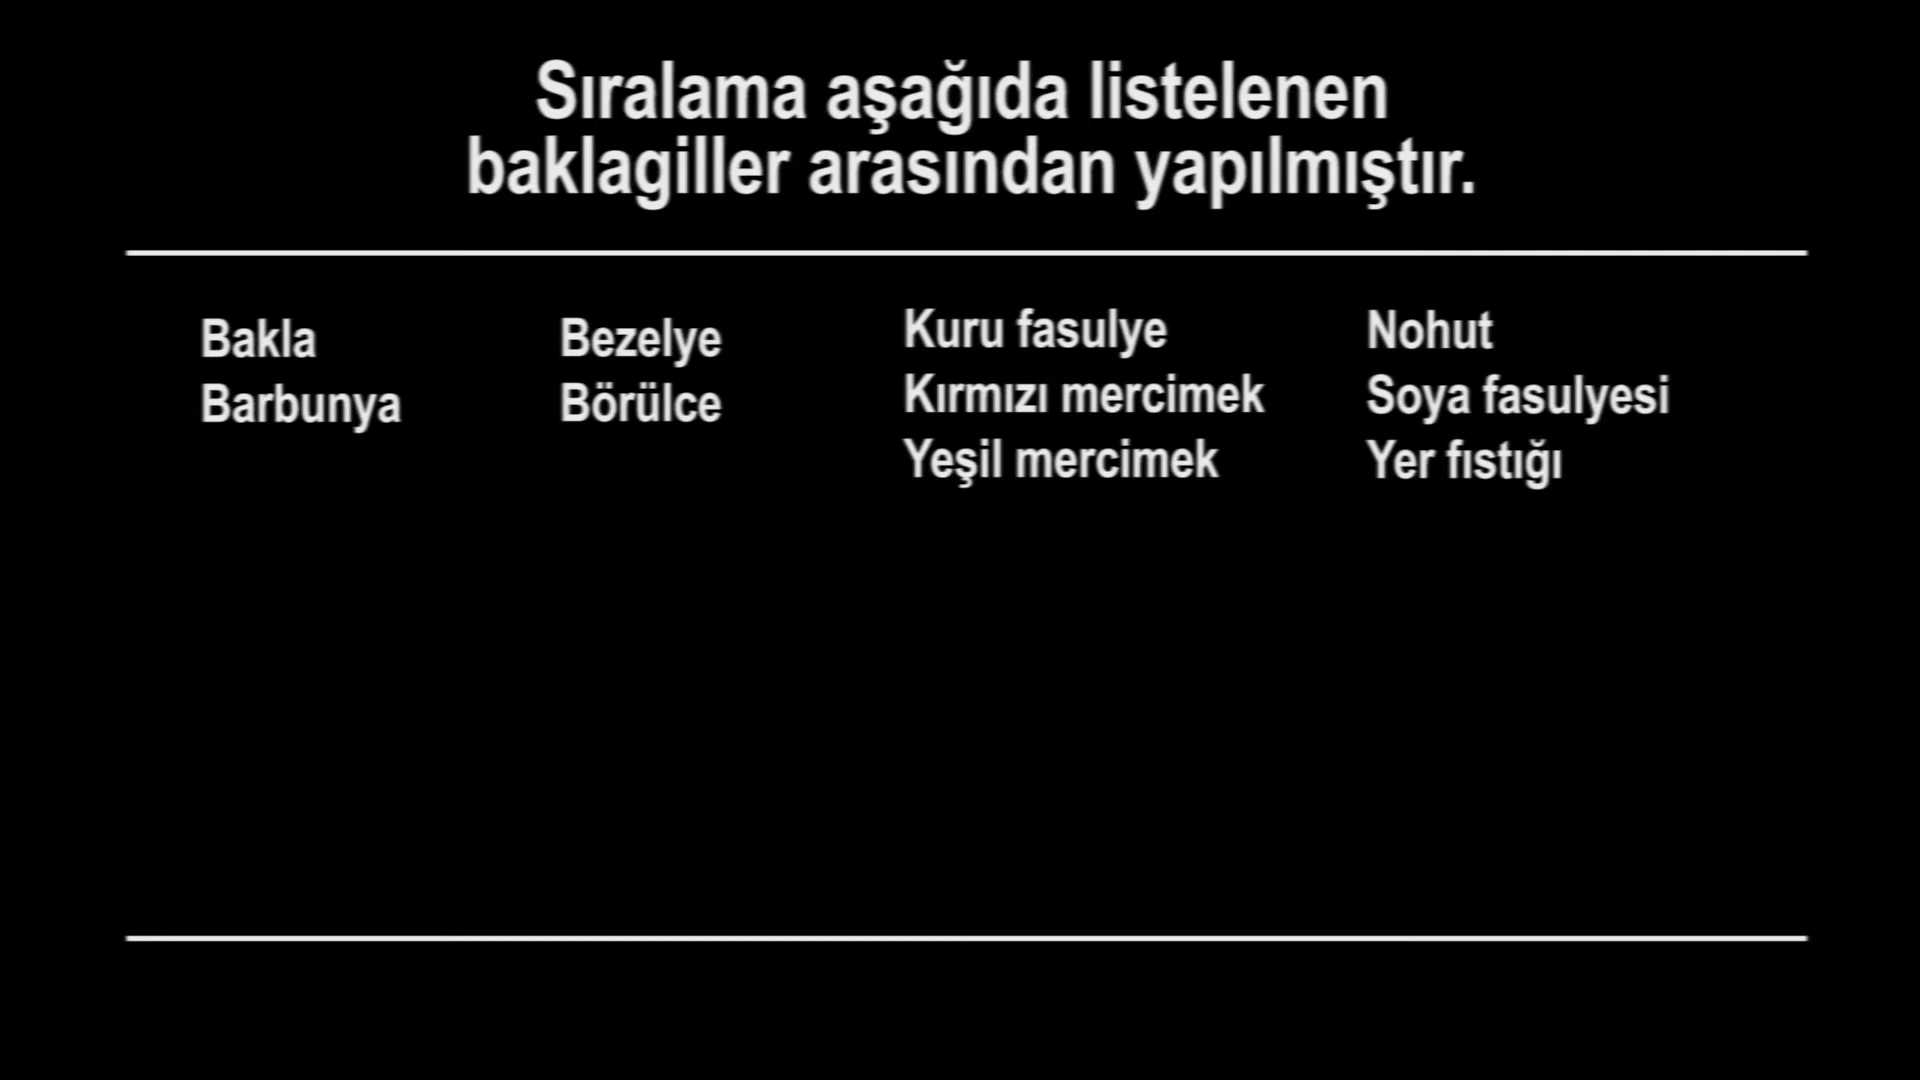 Sıralama aşağıda listelenen
baklagiller arasından yapılmıştır.
Bakla
Barbunya
Bezelye
Börülce
Kuru fasulye
Kırmızı mercimek
Yeşil mercimek
Nohut
Soya fasulyesi
Yer fıstığı